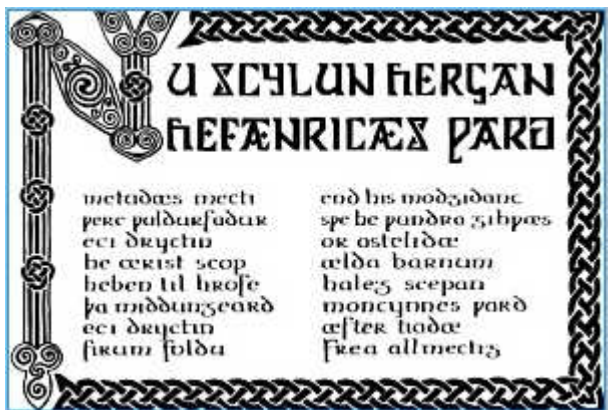 NU SCYLUN HERGAN
HEFÆNRICÆS ǷARD
metudæs mecti end his modgidanc
ƿerc ƿuldurfadur sƿe he ƿundra gihƿæs
eci dryctin or astelidæ
he ærist scop ælda barnum
heben til hrofe haleg scepen
þa middungeard moncynnes ƿard
eci dryctin æfter tiadæ
firum foldu frea allmectig